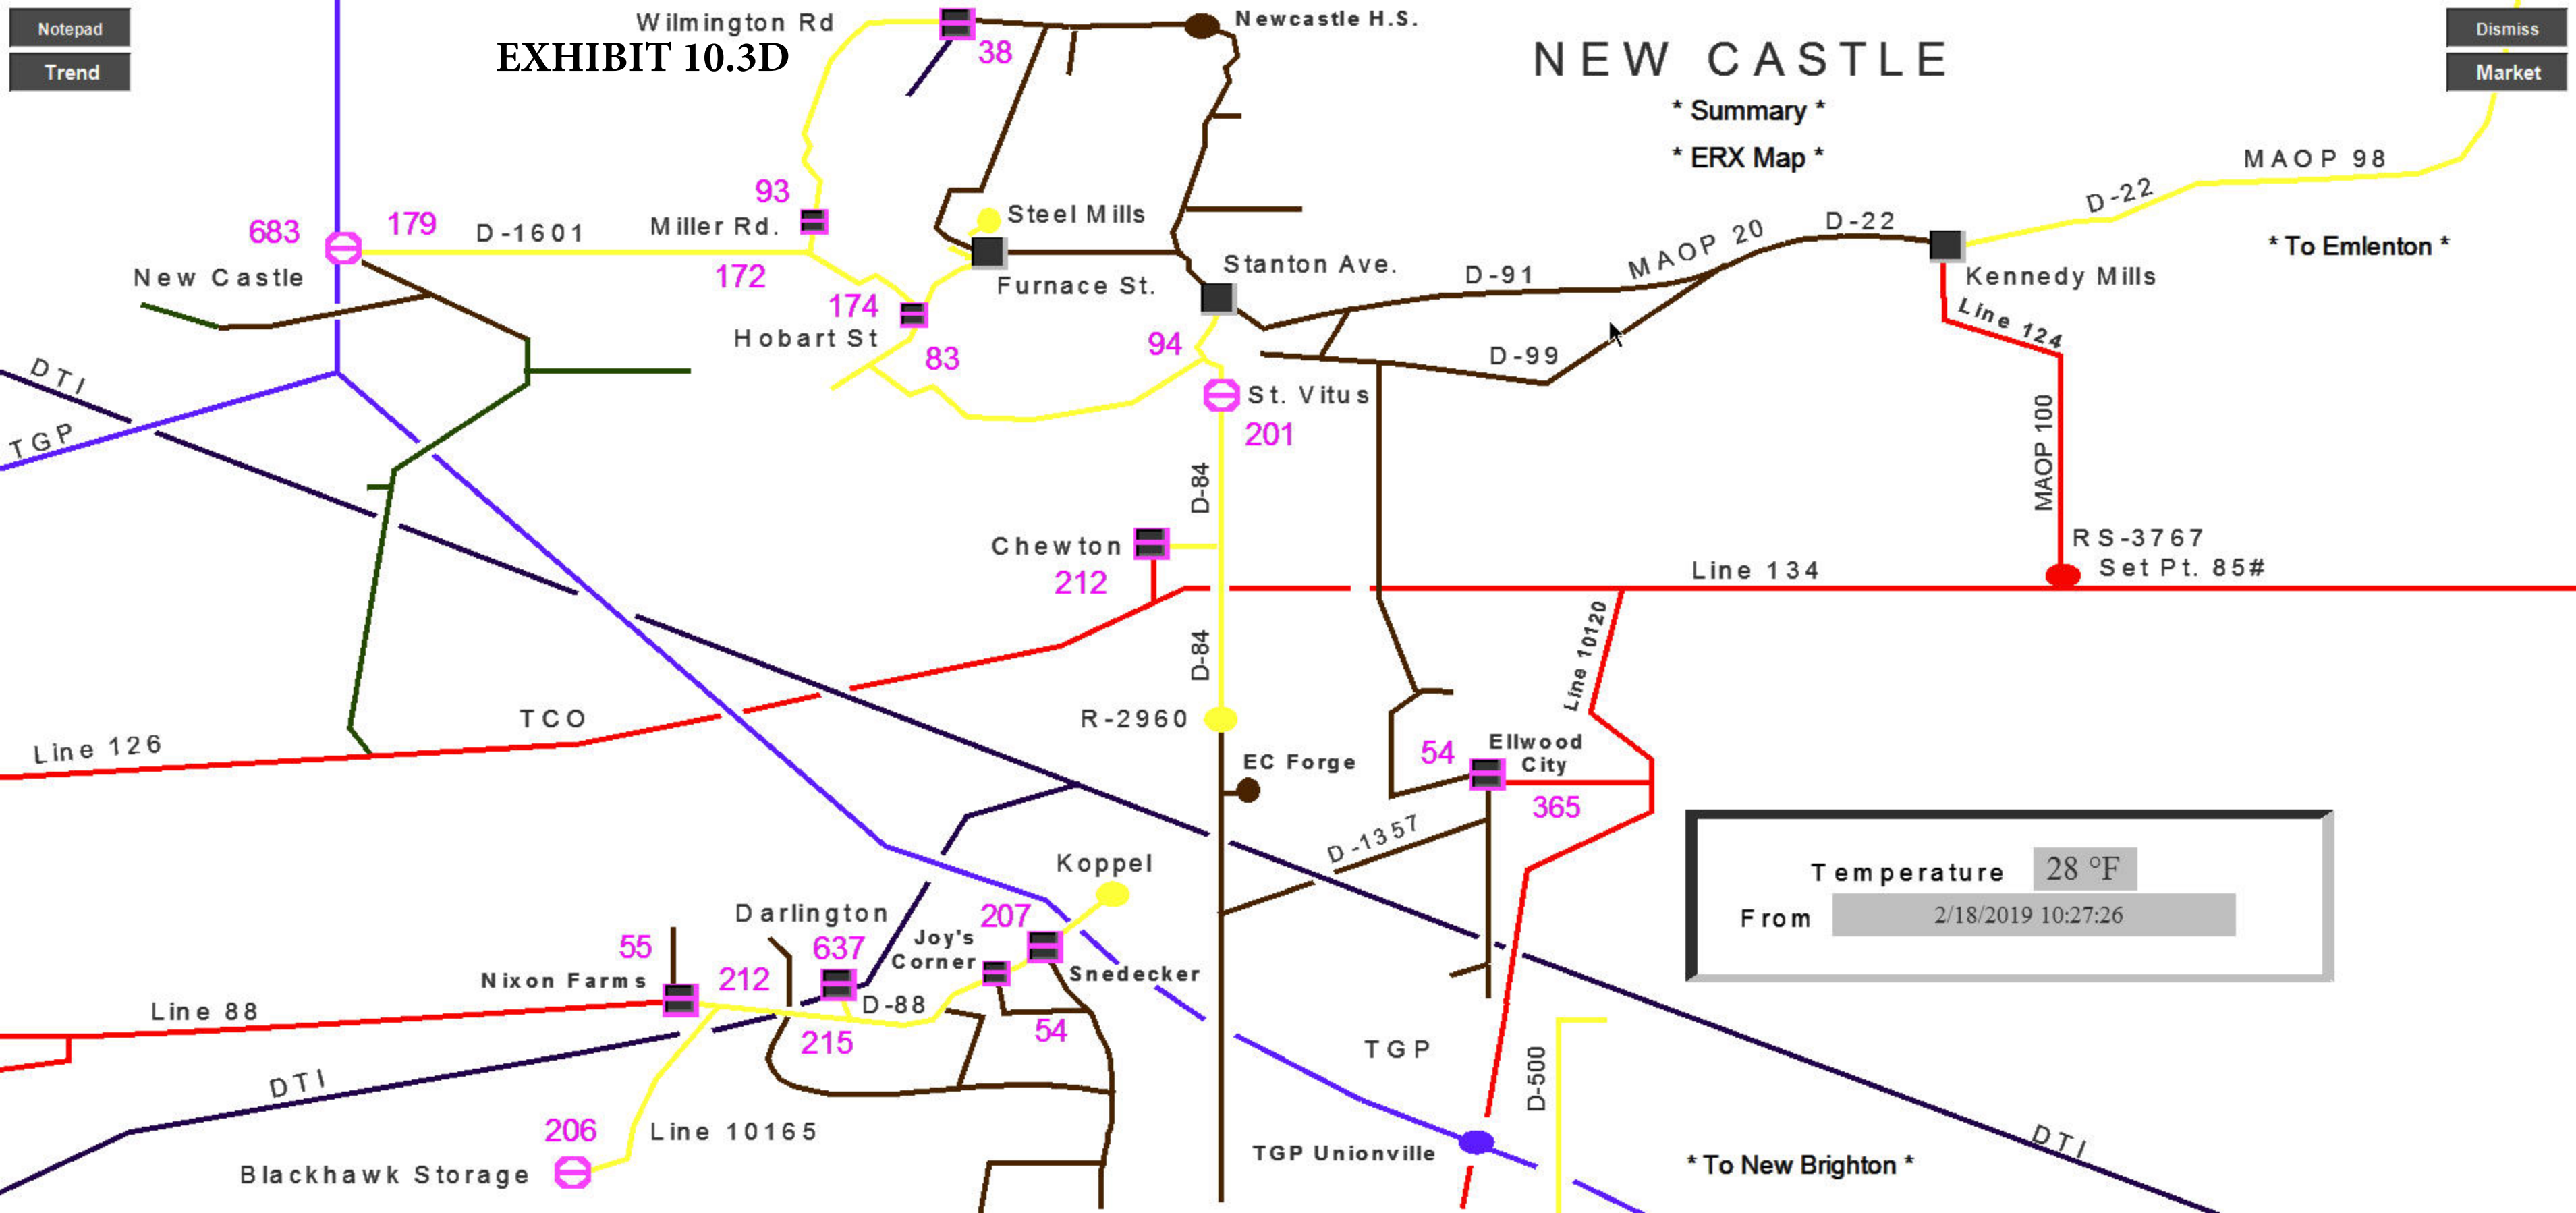 Notepad
Trend
Wilmington Rd
EXHIBIT 10.3D
38
Newcastle H.S.
NEW CASTLE
* Summary *
* ERX Map *
Dismiss
Market
MAOP 98
D-22
* To Emlenton *
93
Miller Rd.
Steel Mills
683
179
D-1601
172
New Castle
174
Hobart St
83
Furnace St.
Stanton Ave.
94
D-91
MAOP 20
D-22
Kennedy Mills
Line 124
D-99
St. Vitus
201
DTI
TGP
D-84
MAOP 100
Chewton
212
RS-3767
Set Pt. 85#
Line 134
Line 10120
D-84
TCO
Line 126
R-2960
EC Forge
54
Ellwood
City
365
D-1357
Temperature 28 °F
From 2/18/2019 10:27:26
Koppel
Darlington
207
637
Joy's
Corner
Snedecker
55
Nixon Farms
212
D-88
215
54
Line 88
DTI
206
Line 10165
Blackhawk Storage
TGP
D-500
TGP Unionville
* To New Brighton *
DTI